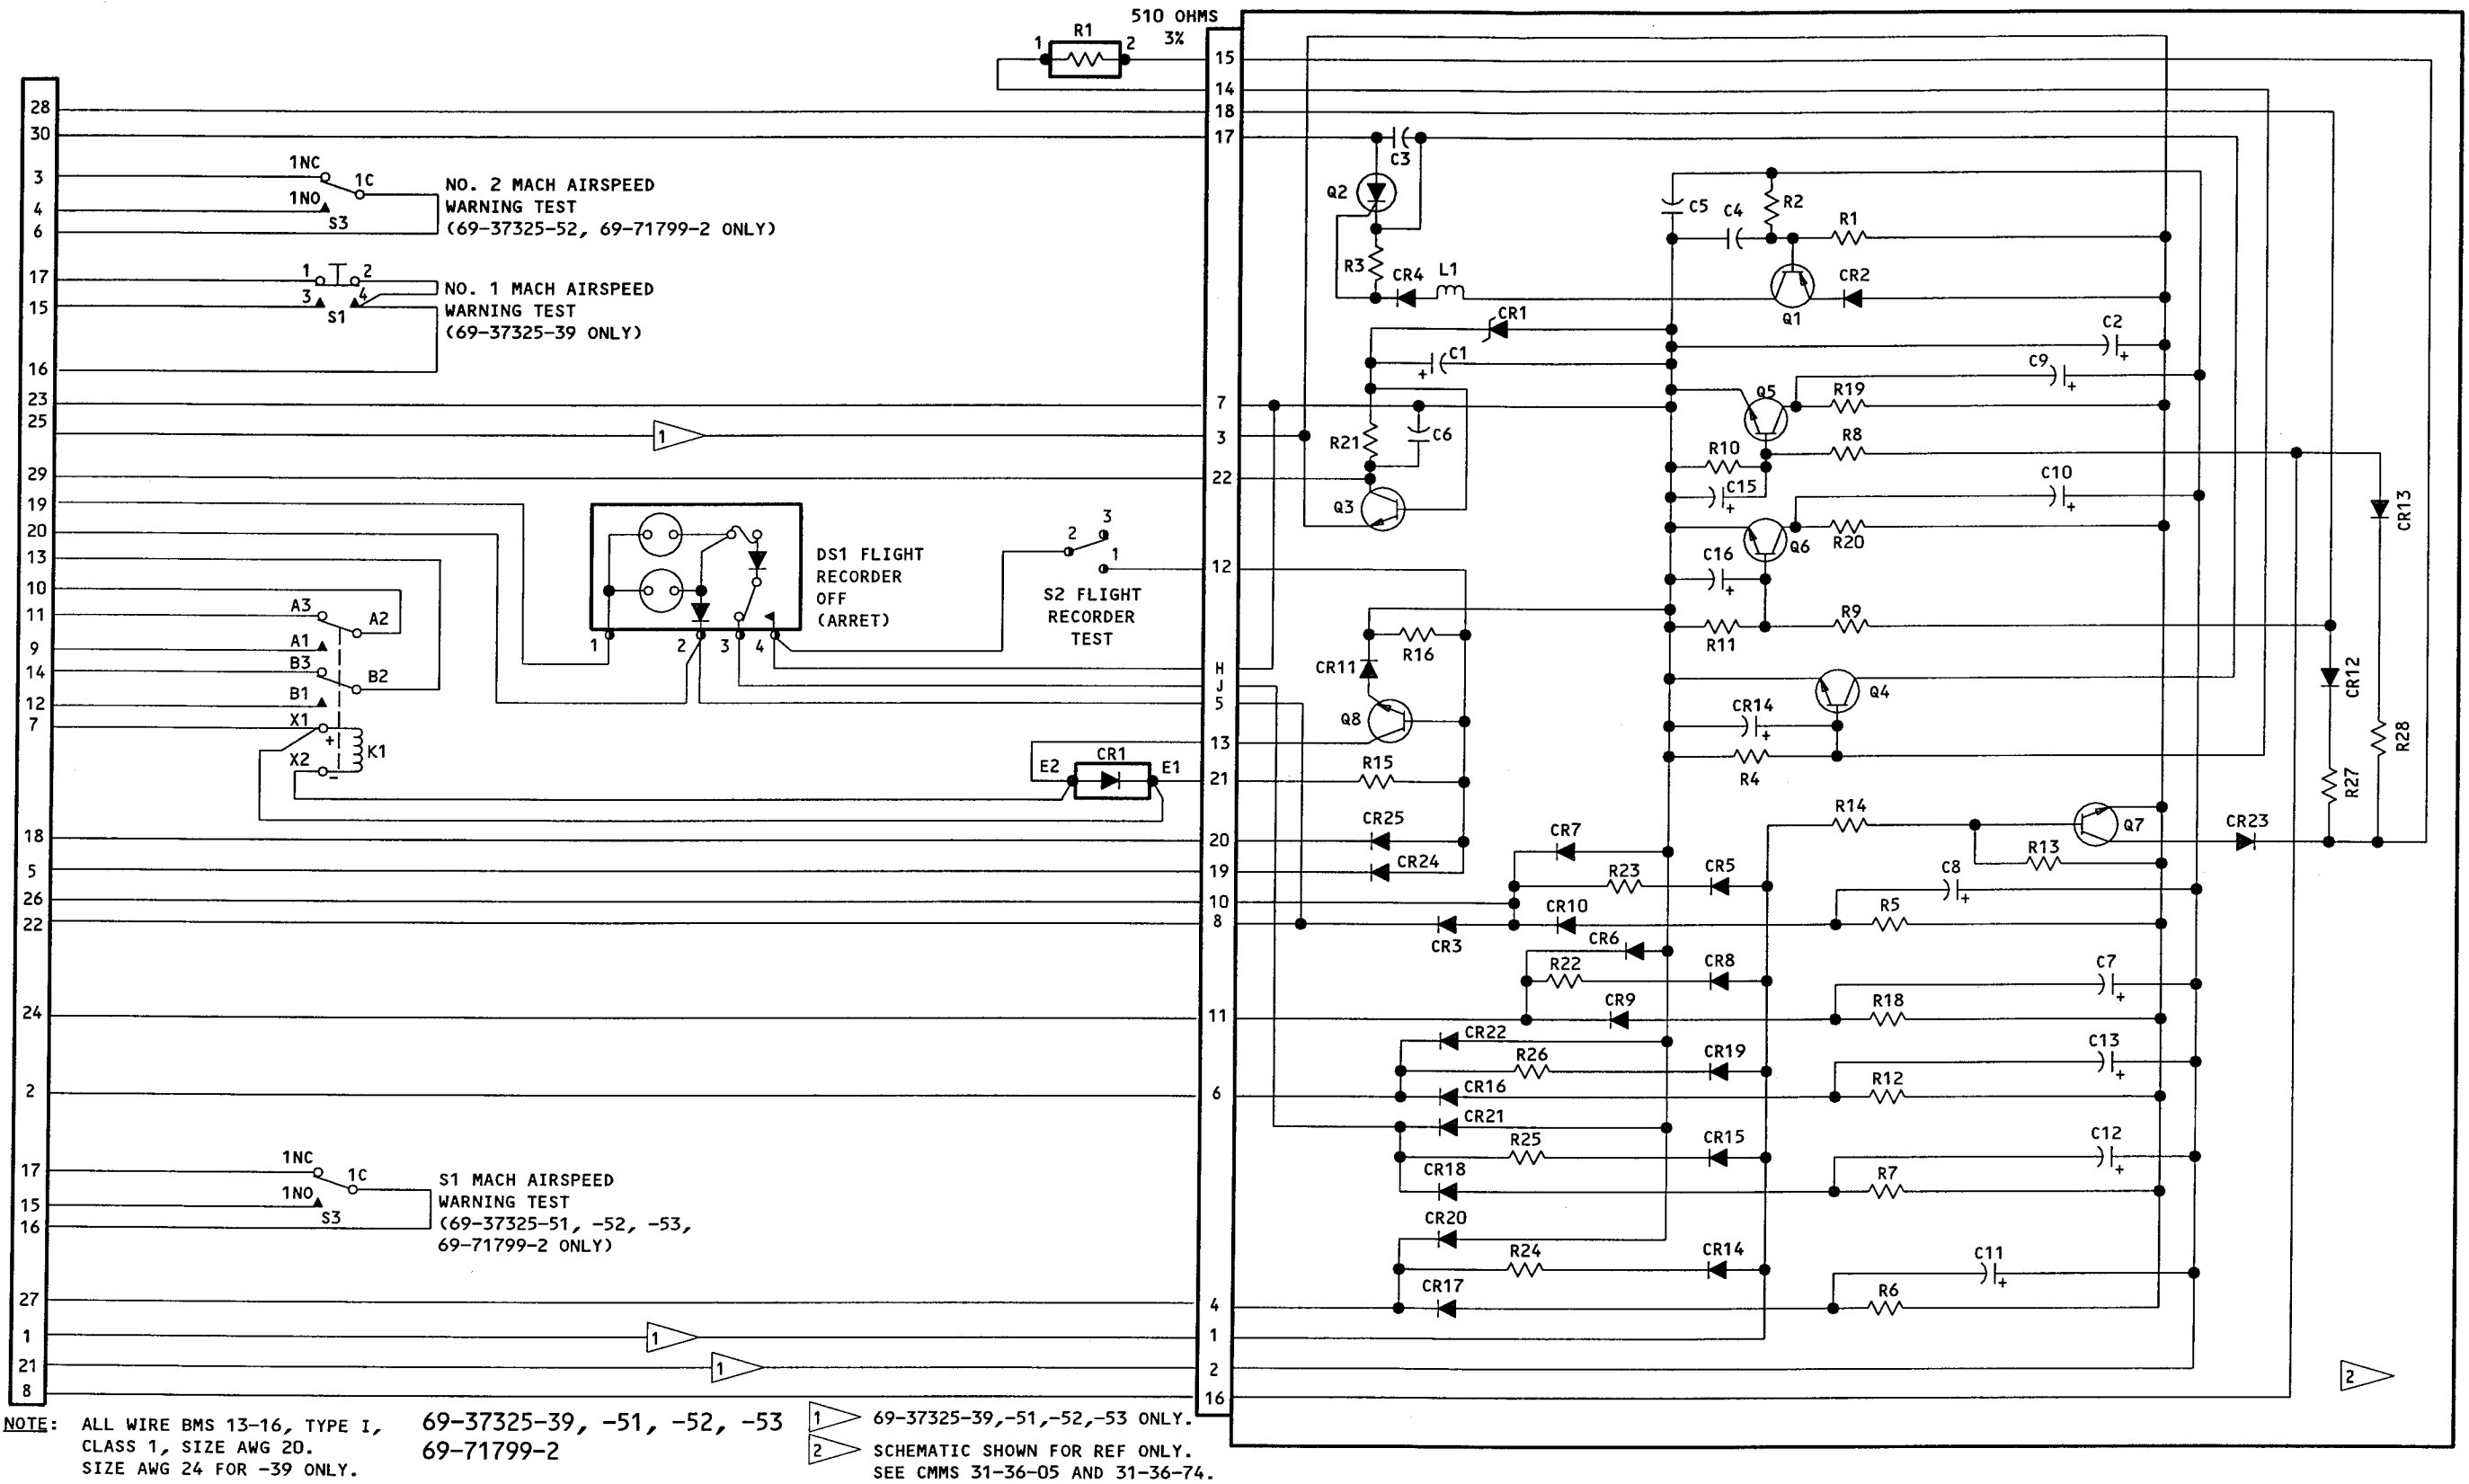 510 OHMS
3%
1 R1 2
15
14
18
17
7
3
22
12
H
J
5
13
21
20
19
10
8
11
6
4
1
2
16
28
30
3
4
6
17
15
16
23
25
29
19
20
13
10
11
9
14
12
7
18
5
26
22
24
2
17
15
16
27
1
21
8
1NC
1C
1NO
S3
NO. 2 MACH AIRSPEED
WARNING TEST
(69-37325-52, 69-71799-2 ONLY)
1 2
3 4
S1
NO. 1 MACH AIRSPEED
WARNING TEST
(69-37325-39 ONLY)
1
DS1 FLIGHT
RECORDER
OFF
(ARRET)
1 2 3 4
3
2
1
S2 FLIGHT
RECORDER
TEST
A3
A2
A1
B3
B2
B1
X1
+
K1
X2
-
E2 CR1 E1
1NC
1C
1NO
S3
S1 MACH AIRSPEED
WARNING TEST
(69-37325-51, -52, -53,
69-71799-2 ONLY)
1
1
C3
Q2
R3
CR4 L1
C5
C4
R2
R1
CR2
Q1
CR1
C1
+
C2
+
C9
+
Q5
R19
R21
C6
R10
R8
C15
+
C10
+
Q3
Q6
R20
C16
+
CR13
R16
CR11
R11
R9
Q8
Q4
CR12
CR14
+
R4
R28
R27
R15
CR25
CR24
CR7
R14
Q7
CR23
R13
R23
CR5
C8
+
CR10
R5
CR3
CR6
R22
CR8
C7
+
CR9
R18
CR22
R26
CR19
C13
+
CR16
R12
CR21
R25
CR15
C12
+
CR18
R7
CR20
R24
CR14
C11
+
CR17
R6
2
NOTE: ALL WIRE BMS 13-16, TYPE I,
CLASS 1, SIZE AWG 20.
SIZE AWG 24 FOR -39 ONLY.
69-37325-39, -51, -52, -53
69-71799-2
1 69-37325-39,-51,-52,-53 ONLY.
2 SCHEMATIC SHOWN FOR REF ONLY.
SEE CMMS 31-36-05 AND 31-36-74.